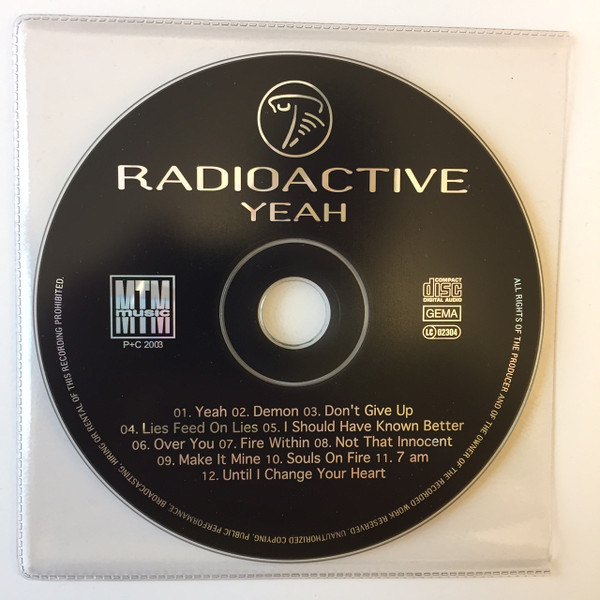 RADIOACTIVE
YEAH
MTM
music
MTM
P+C 2003
COMPACT
disc
DIGITAL AUDIO
GEMA
LC 02304
01. Yeah 02. Demon 03. Don't Give Up
04. Lies Feed On Lies 05. I Should Have Known Better
06. Over You 07. Fire Within 08. Not That Innocent
09. Make It Mine 10. Souls On Fire 11. 7 am
12. Until I Change Your Heart
ALL RIGHTS OF THE PRODUCER AND OF THE OWNER OF THE RECORDED WORK RESERVED. UNAUTHORIZED COPYING, PUBLIC PERFORMANCE, BROADCASTING, HIRING OR RENTAL OF THIS RECORDING PROHIBITED.